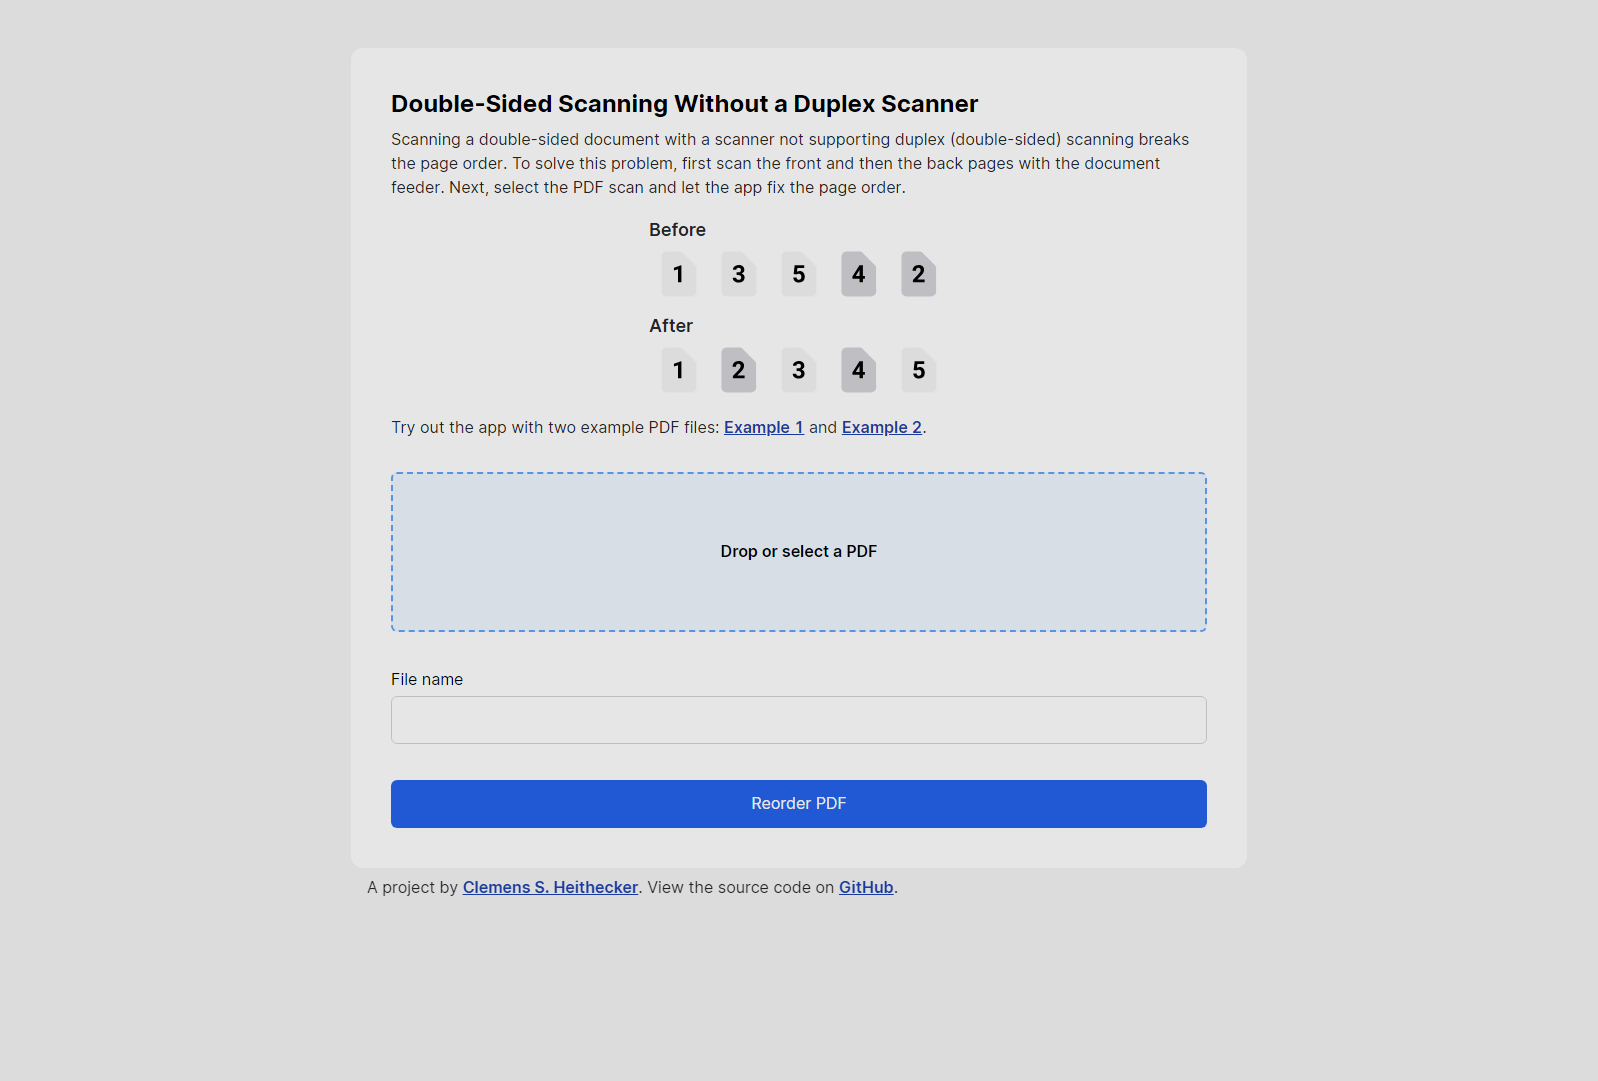 Double-Sided Scanning Without a Duplex Scanner
Scanning a double-sided document with a scanner not supporting duplex (double-sided) scanning breaks
the page order. To solve this problem, first scan the front and then the back pages with the document
feeder. Next, select the PDF scan and let the app fix the page order.
Before
1 3 5 4 2
After
1 2 3 4 5
Try out the app with two example PDF files: Example 1 and Example 2.
Drop or select a PDF
File name
Reorder PDF
A project by Clemens S. Heithecker. View the source code on GitHub.